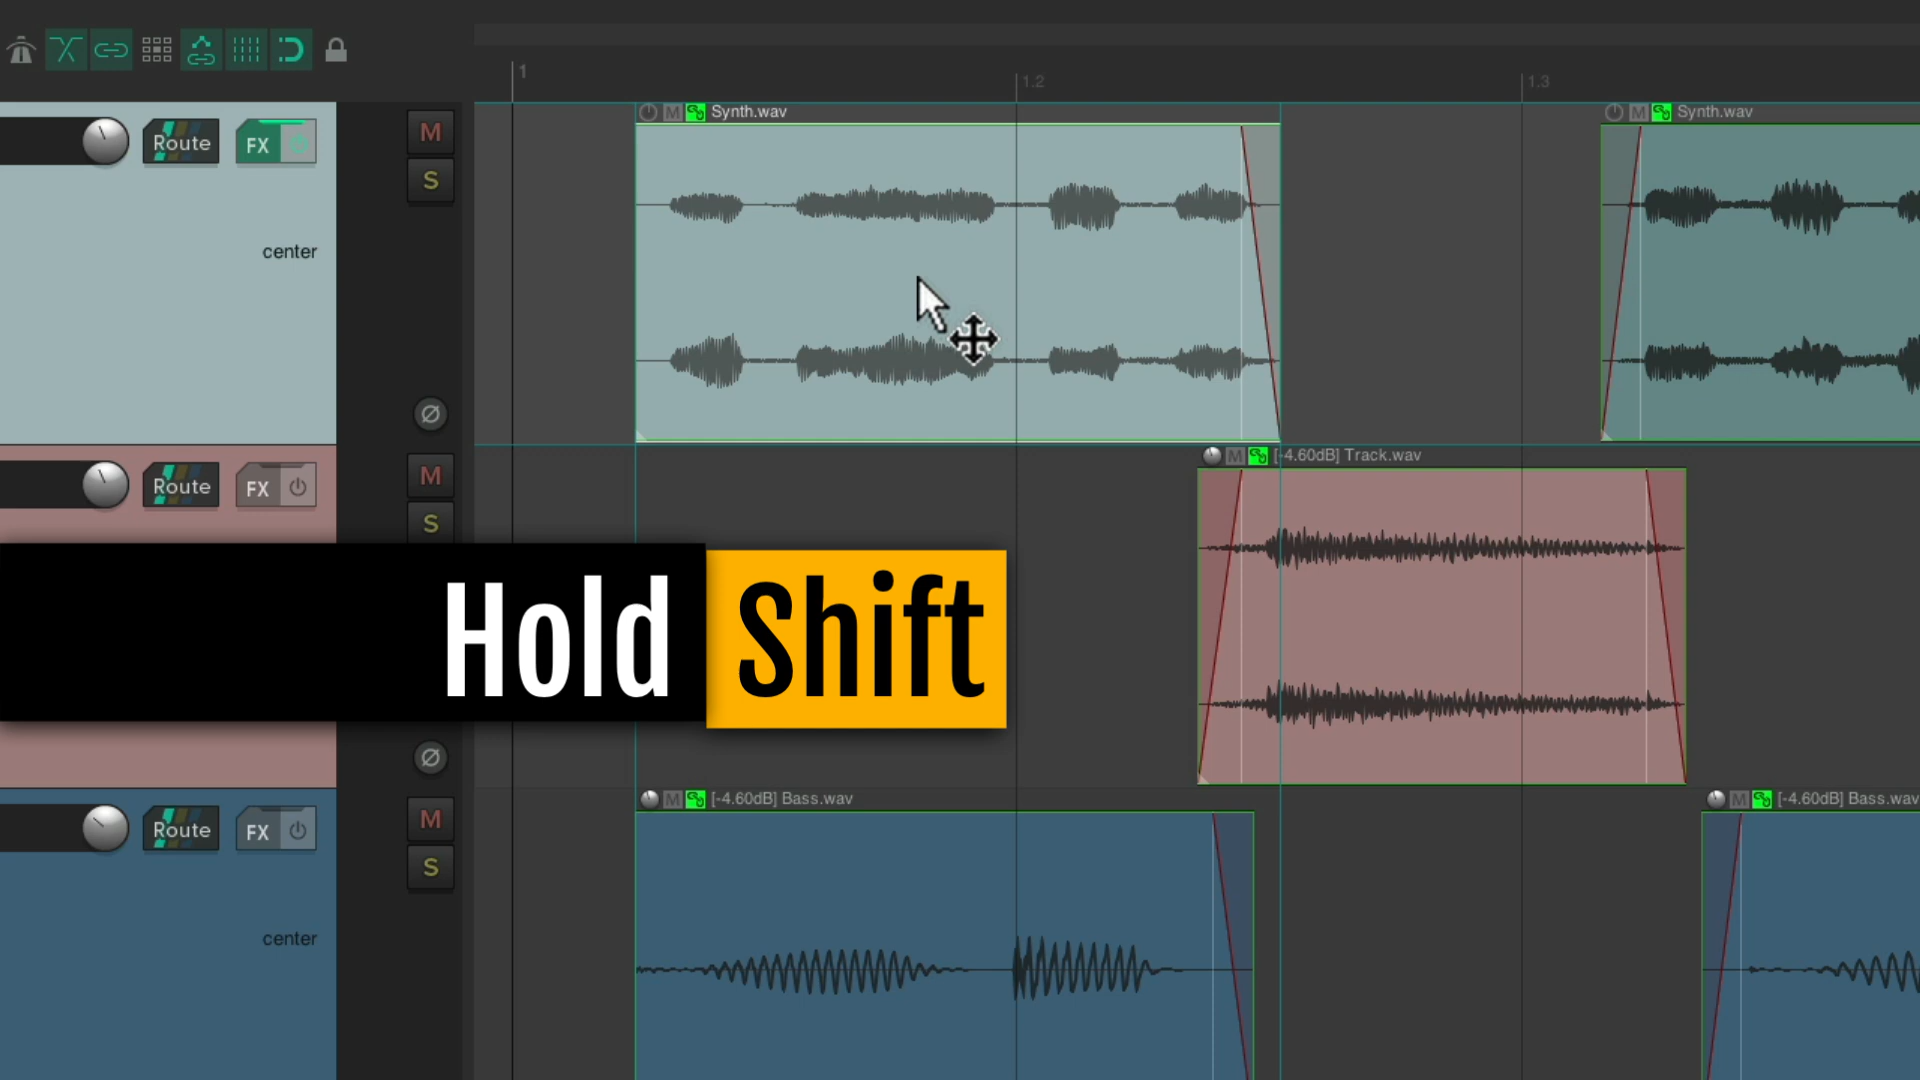 1
1.2
1.3
M Synth.wav
M Synth.wav
Route FX
M
S
center
Ø
M [-4.60dB] Track.wav
Route FX
M
S
Hold Shift
Ø
M [-4.60dB] Bass.wav
M [-4.60dB] Bass.wav
Route FX
M
S
center